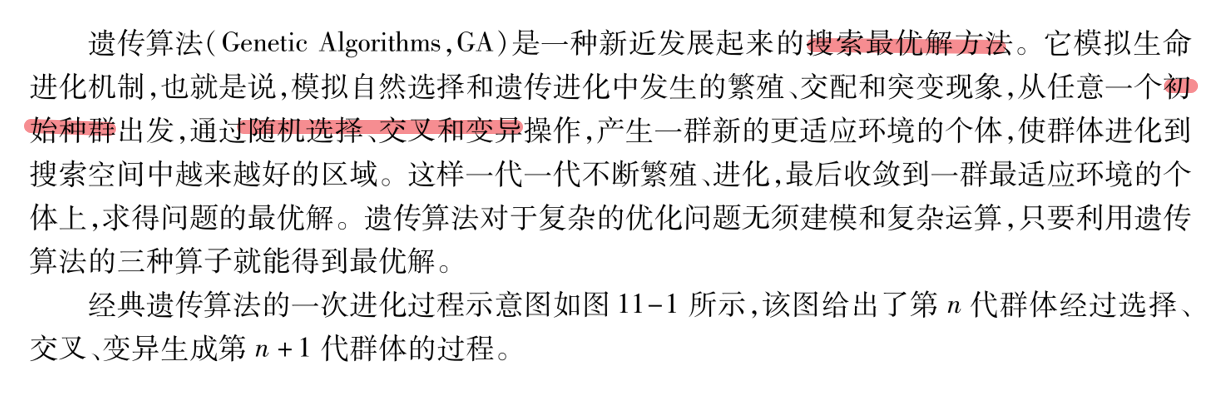 遗传算法(Genetic Algorithms,GA)是一种新近发展起来的搜索最优解方法。它模拟生命
进化机制,也就是说,模拟自然选择和遗传进化中发生的繁殖、交配和突变现象,从任意一个初
始种群出发,通过随机选择、交叉和变异操作,产生一群新的更适应环境的个体,使群体进化到
搜索空间中越来越好的区域。这样一代一代不断繁殖、进化,最后收敛到一群最适应环境的个
体上,求得问题的最优解。遗传算法对于复杂的优化问题无须建模和复杂运算,只要利用遗传
算法的三种算子就能得到最优解。
经典遗传算法的一次进化过程示意图如图 11-1 所示,该图给出了第 n 代群体经过选择、
交叉、变异生成第 n+1 代群体的过程。